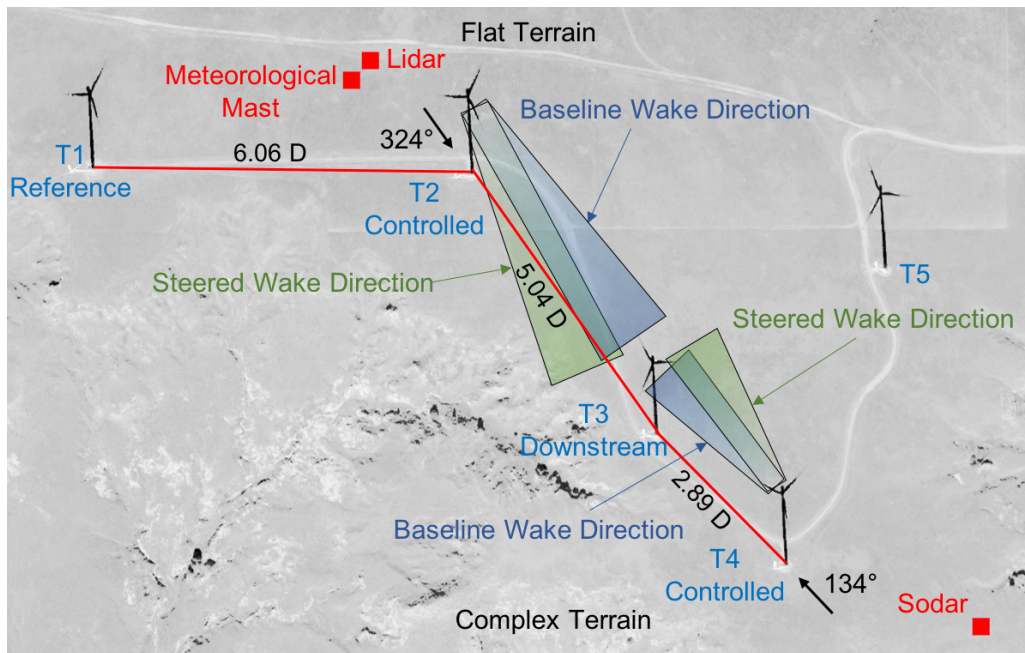 Flat Terrain
Lidar
Meteorological
Mast
Baseline Wake Direction
324°
6.06 D
T1
Reference
T2
Controlled
Steered Wake Direction
5.04 D
T5
Steered Wake Direction
T3
Downstream
2.89 D
Baseline Wake Direction
T4
Controlled
134°
Sodar
Complex Terrain